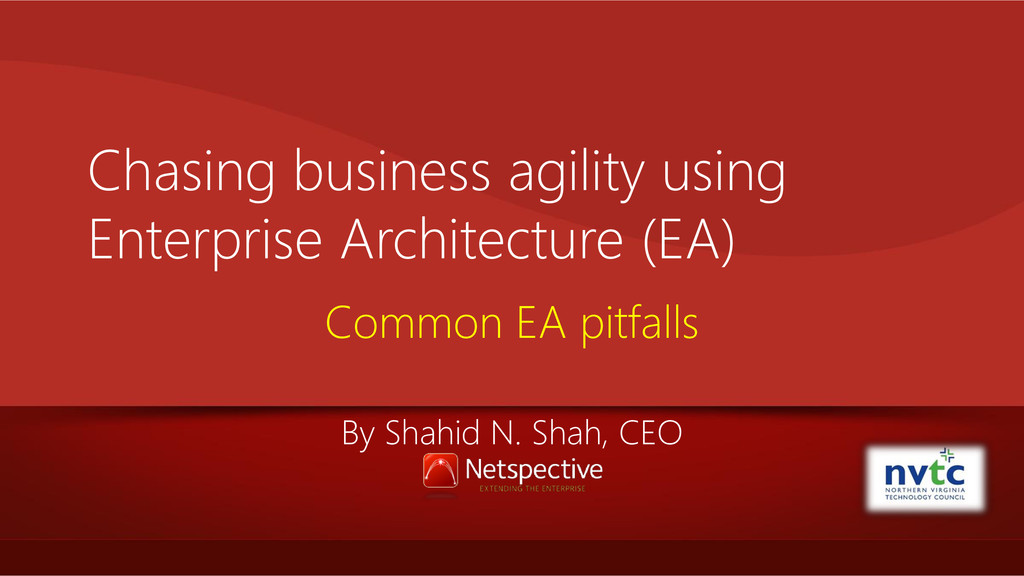 Chasing business agility using
Enterprise Architecture (EA)
Common EA pitfalls
By Shahid N. Shah, CEO
Netspective
EXTENDING THE ENTERPRISE
nvtc
NORTHERN VIRGINIA
TECHNOLOGY COUNCIL